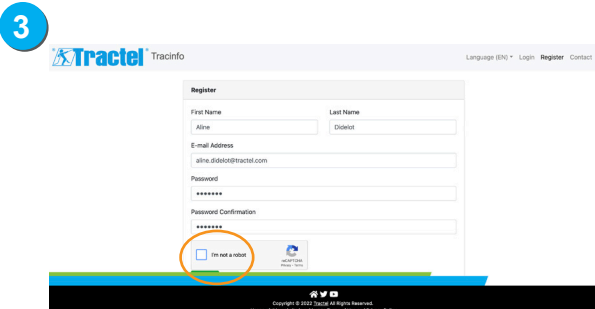 3
Tractel Tracinfo
Language (EN) Login Register Contact
Register
First Name Last Name
Aline Didelot
E-mail Address
aline.didelot@tractel.com
Password
•••••••
Password Confirmation
•••••••
I'm not a robot
reCAPTCHA
Privacy - Terms
Copyright © 2022 Tractel All Rights Reserved.